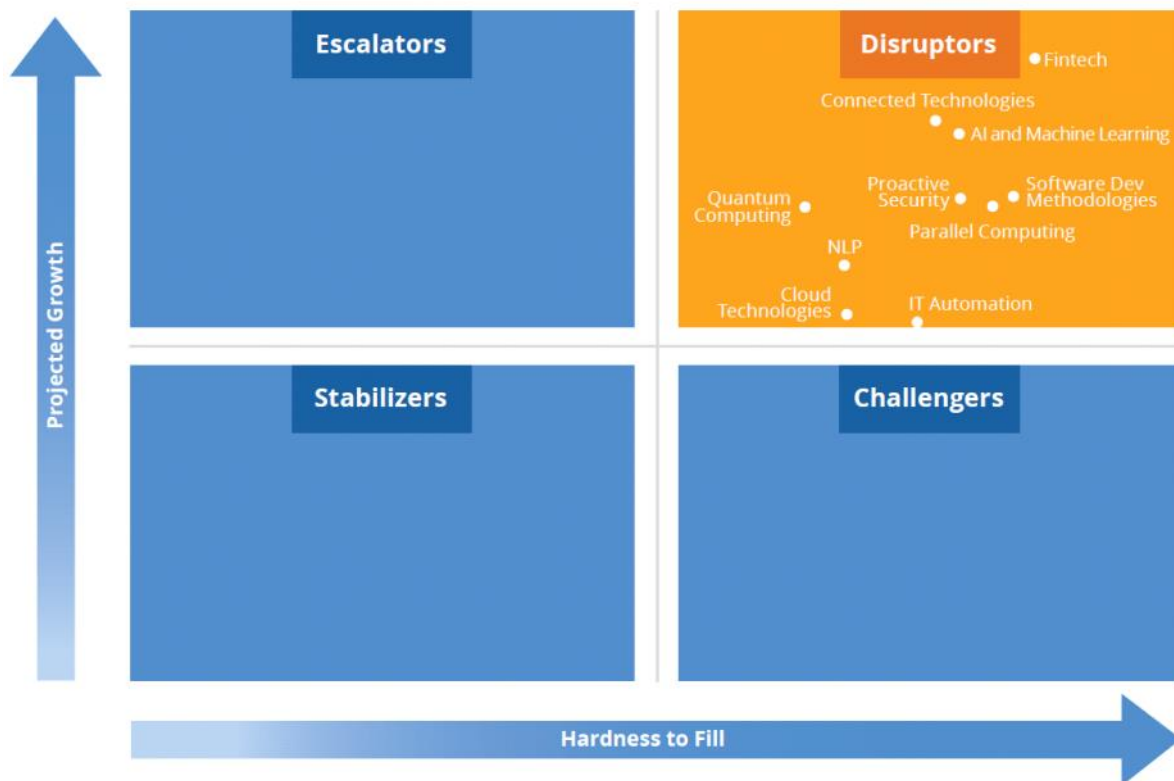 Escalators
Disruptors
Fintech
Connected Technologies
AI and Machine Learning
Proactive
Security
Software Dev
Methodologies
Quantum
Computing
Parallel Computing
NLP
Cloud
Technologies
IT Automation
Projected Growth
Stabilizers
Challengers
Hardness to Fill